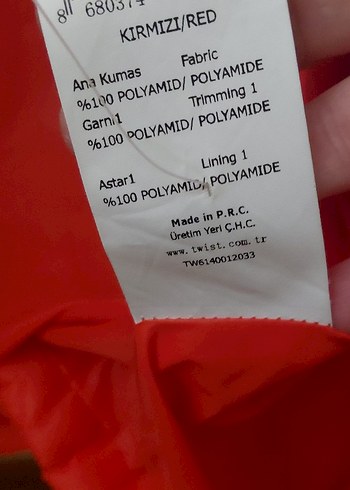 KIRMIZI/RED
Ana Kumas Fabric
%100 POLYAMID/ POLYAMIDE
Garni1 Trimming 1
%100 POLYAMID/ POLYAMIDE
Astar1 Lining 1
%100 POLYAMID/ POLYAMIDE
Made in P.R.C.
Üretim Yeri Ç.H.C.
www.twist.com.tr
TW6140012033